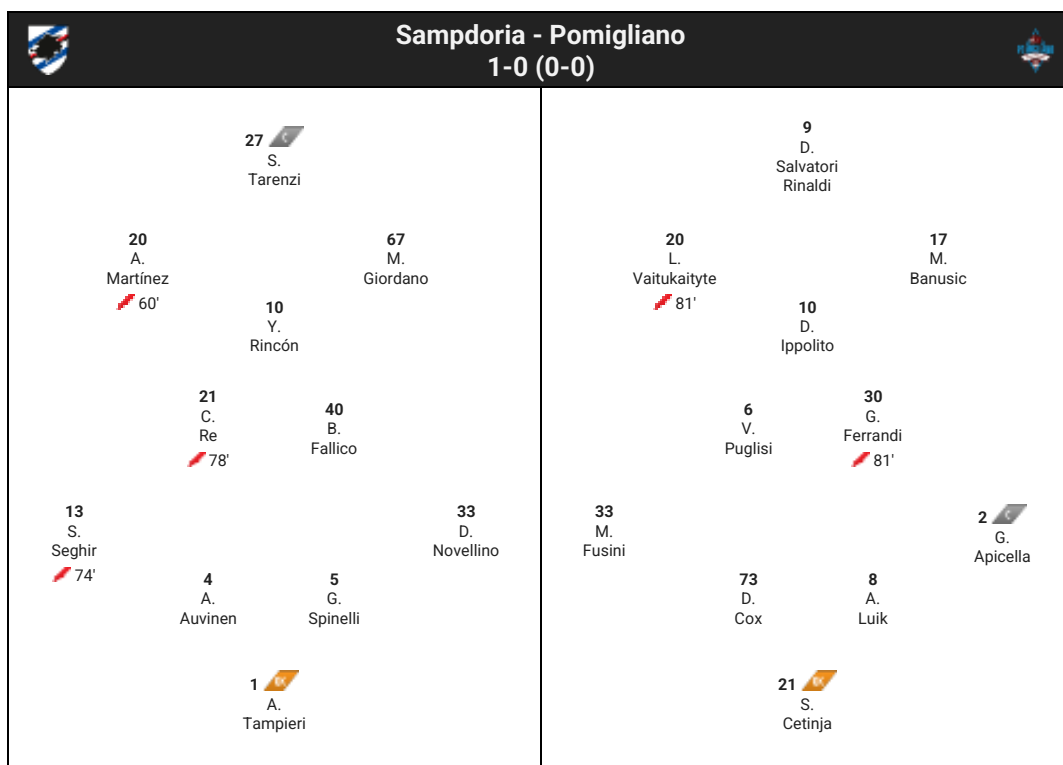 Sampdoria - Pomigliano
1-0 (0-0)
27 C
S.
Tarenzi
20
A.
Martínez
60'
67
M.
Giordano
10
Y.
Rincón
21
C.
Re
78'
40
B.
Fallico
13
S.
Seghir
74'
33
D.
Novellino
4
A.
Auvinen
5
G.
Spinelli
1
A.
Tampieri
9
D.
Salvatori
Rinaldi
20
L.
Vaitukaityte
81'
17
M.
Banusic
10
D.
Ippolito
6
V.
Puglisi
30
G.
Ferrandi
81'
33
M.
Fusini
2 C
G.
Apicella
73
D.
Cox
8
A.
Luik
21
S.
Cetinja